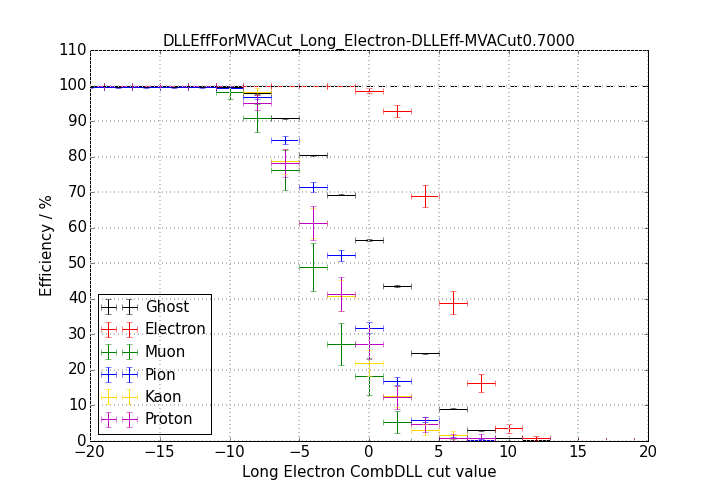 DLLEffForMVACut_Long_Electron-DLLEff-MVACut0.7000
110
100
90
80
70
60
50
40
30
20
10
0
Efficiency / %
Ghost
Electron
Muon
Pion
Kaon
Proton
−20 −15 −10 −5 0 5 10 15 20
Long Electron CombDLL cut value